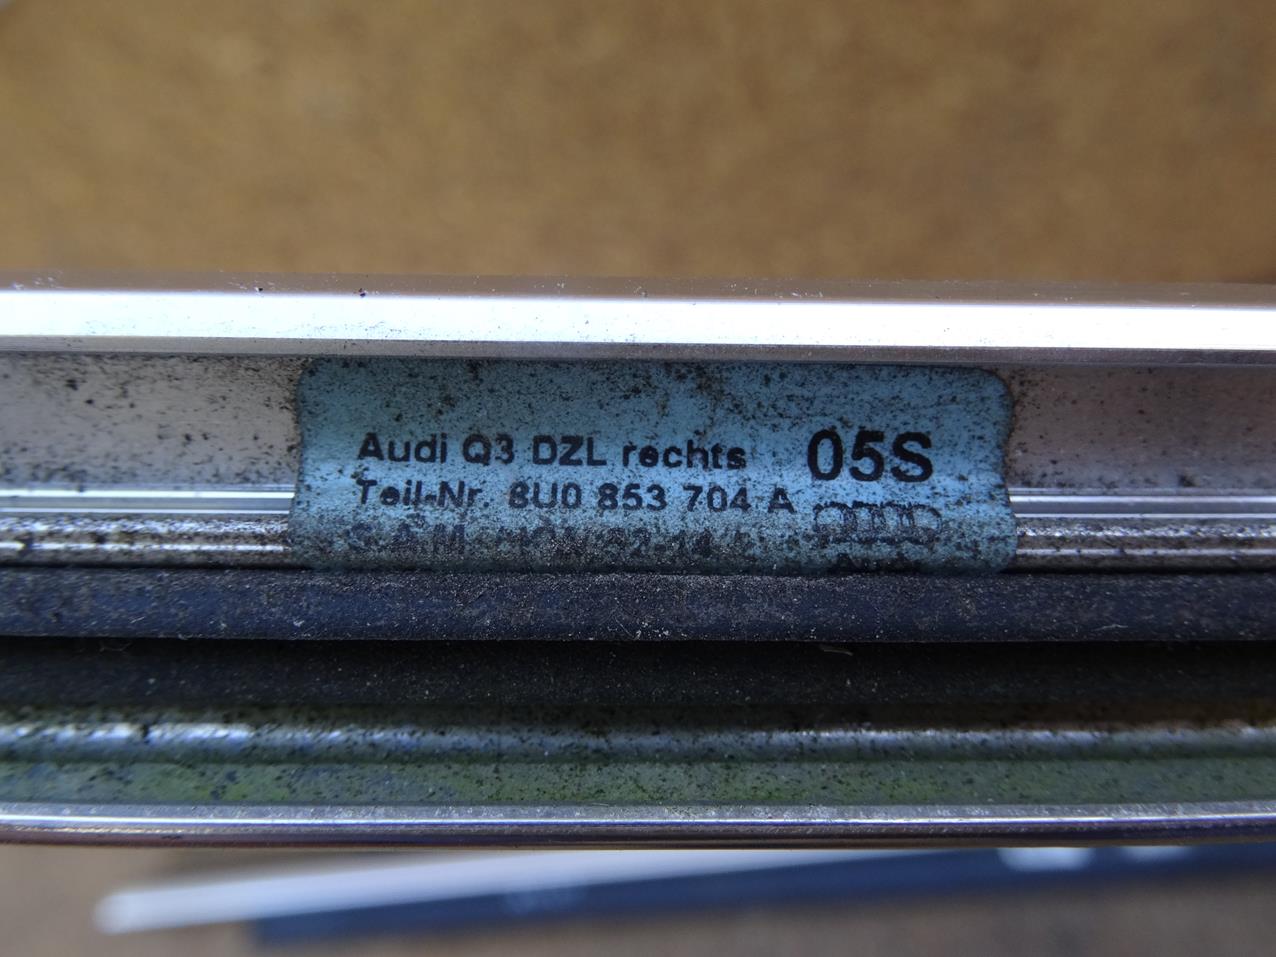 Audi Q3 DZL rechts 05S
Teil-Nr. 8U0 853 704 A